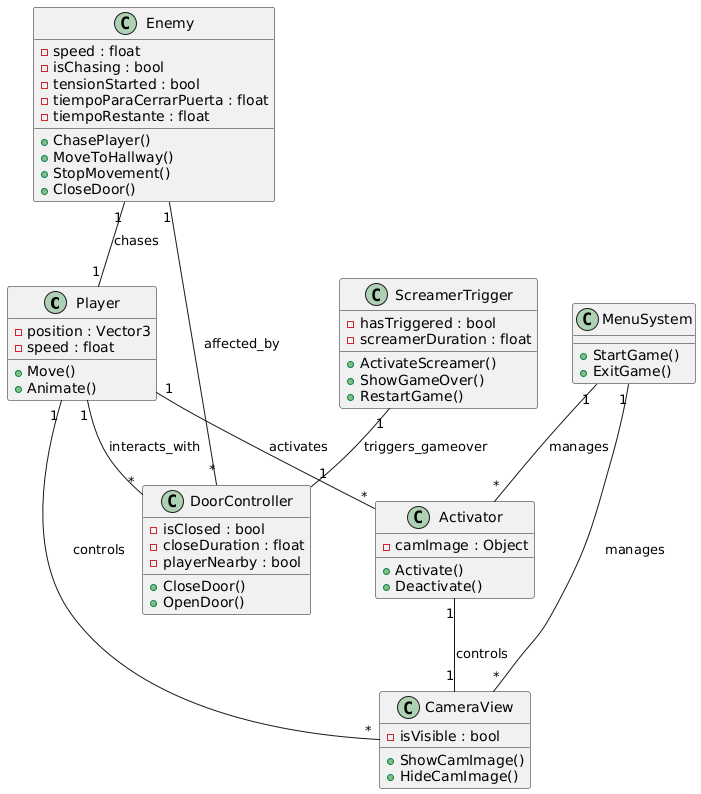 C Enemy
speed : float
isChasing : bool
tensionStarted : bool
tiempoParaCerrarPuerta : float
tiempoRestante : float
ChasePlayer()
MoveToHallway()
StopMovement()
CloseDoor()
1 1
chases
1
C Player
position : Vector3
speed : float
Move()
Animate()
affected_by
C ScreamerTrigger
hasTriggered : bool
screamerDuration : float
ActivateScreamer()
ShowGameOver()
RestartGame()
C MenuSystem
StartGame()
ExitGame()
1 1 1 1 1 1
interacts_with activates triggers_gameover manages
* * 1 * *
C DoorController
isClosed : bool
closeDuration : float
playerNearby : bool
CloseDoor()
OpenDoor()
C Activator
camImage : Object
Activate()
Deactivate()
controls manages
1
controls
1 *
C CameraView
isVisible : bool
ShowCamImage()
HideCamImage()
*